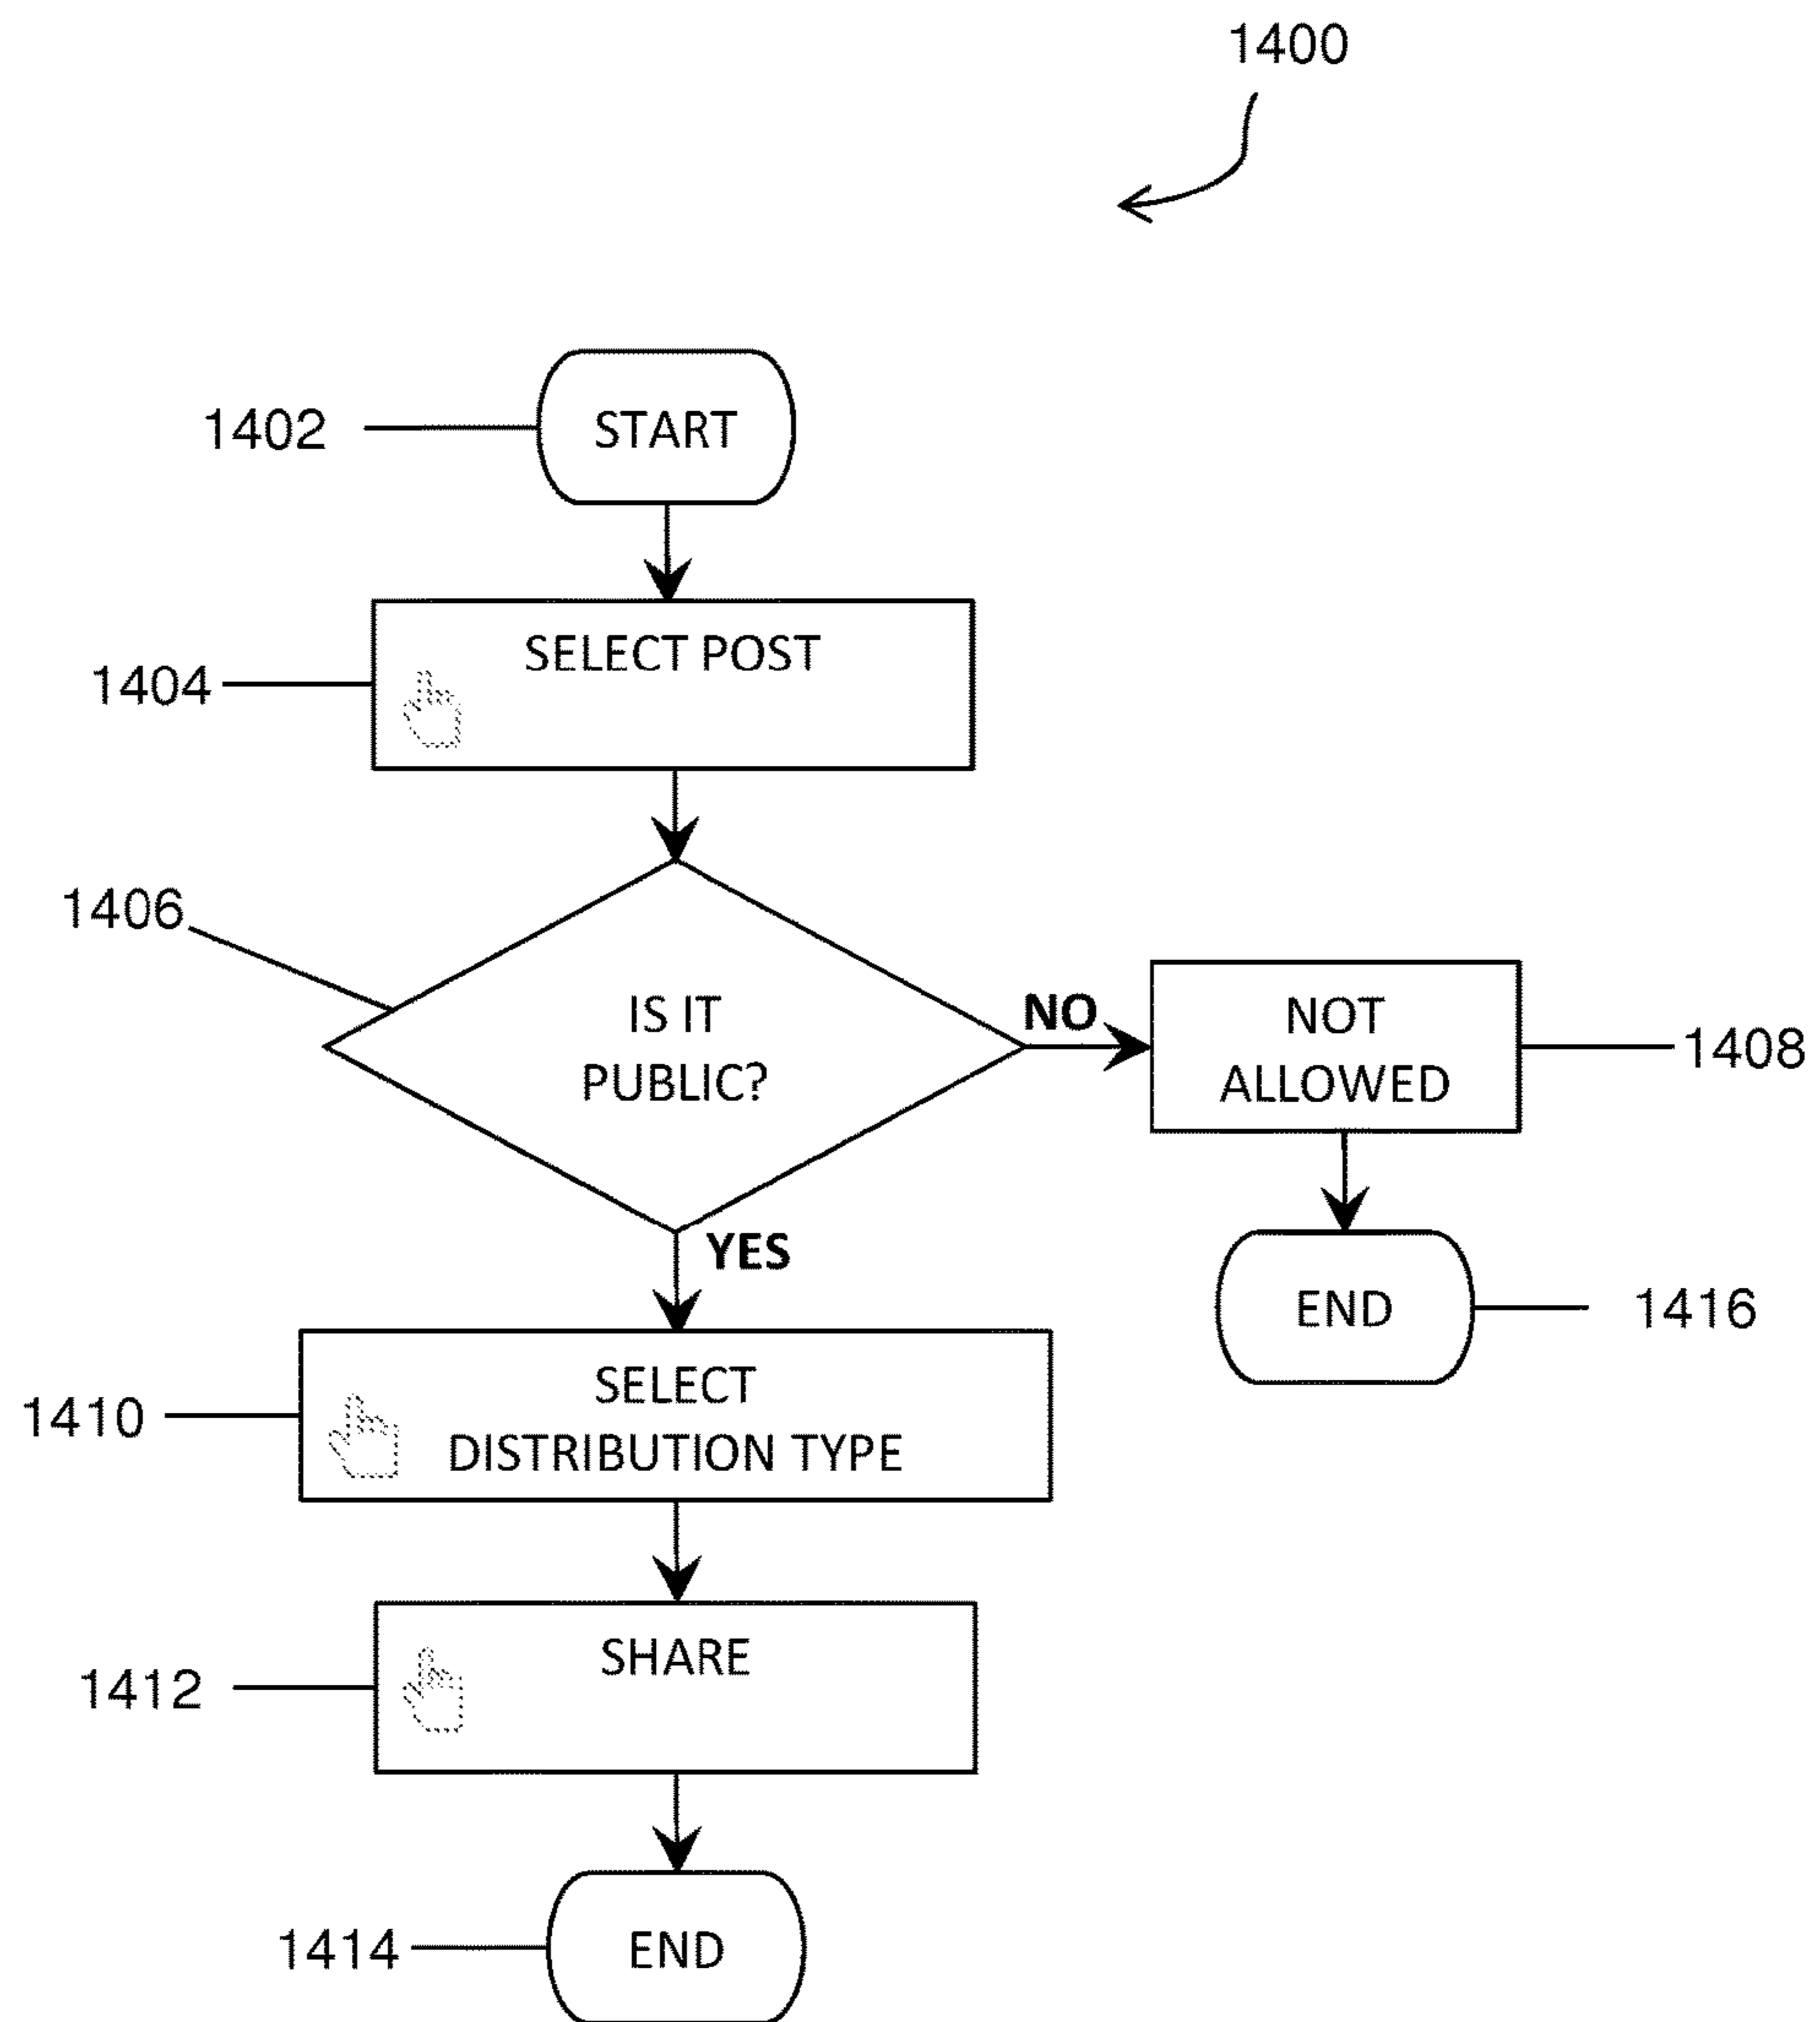 1400
1402
START
1404
SELECT POST
1406
IS IT
PUBLIC?
NO
NOT
ALLOWED
1408
YES
END
1416
1410
SELECT
DISTRIBUTION TYPE
1412
SHARE
1414
END